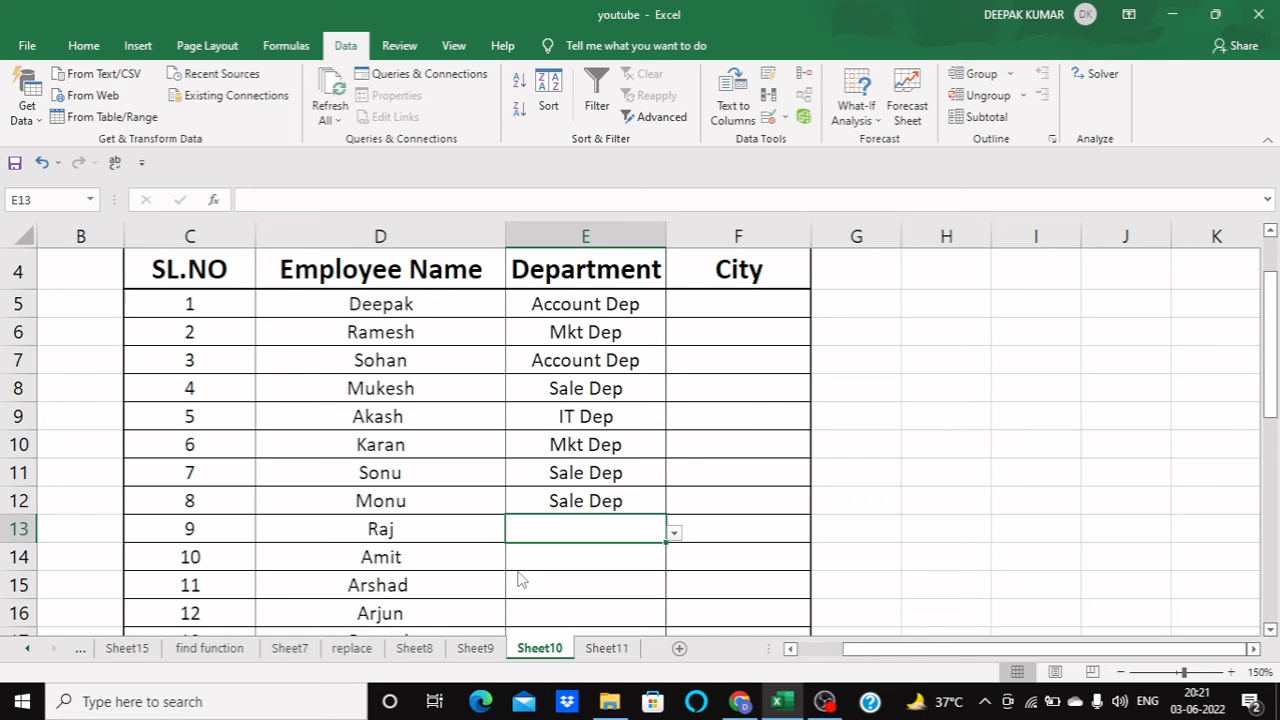 youtube - Excel
DEEPAK KUMAR DK
File Home Insert Page Layout Formulas Data Review View Help Tell me what you want to do Share
Get Data
From Text/CSV
From Web
From Table/Range
Recent Sources
Existing Connections
Get & Transform Data
Refresh All
Queries & Connections
Properties
Edit Links
Queries & Connections
Sort
Filter
Clear
Reapply
Advanced
Sort & Filter
Text to Columns
Data Tools
What-If Analysis
Forecast Sheet
Forecast
Group
Ungroup
Subtotal
Outline
Solver
Analyze
E13 fx
B C D E F G H I J K
4 SL.NO Employee Name Department City
5 1 Deepak Account Dep
6 2 Ramesh Mkt Dep
7 3 Sohan Account Dep
8 4 Mukesh Sale Dep
9 5 Akash IT Dep
10 6 Karan Mkt Dep
11 7 Sonu Sale Dep
12 8 Monu Sale Dep
13 9 Raj
14 10 Amit
15 11 Arshad
16 12 Arjun
... Sheet15 find function Sheet7 replace Sheet8 Sheet9 Sheet10 Sheet11
150%
Type here to search
37°C ENG 20:21
03-06-2022 2